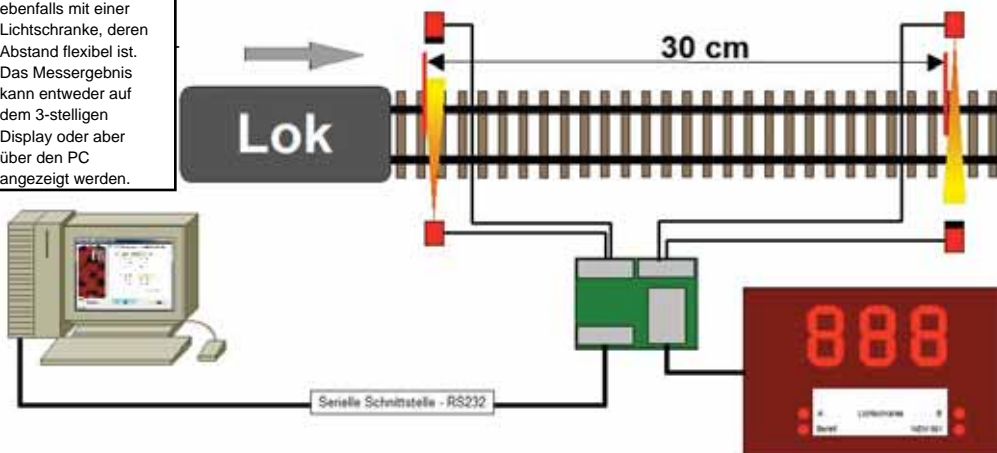 ebenfalls mit einer
Lichtschranke, deren
Abstand flexibel ist.
Das Messergebnis
kann entweder auf
dem 3-stelligen
Display oder aber
über den PC
angezeigt werden.
30 cm
Lok
Serielle Schnittstelle - RS232
888
A Lichtschranke B
Bereit